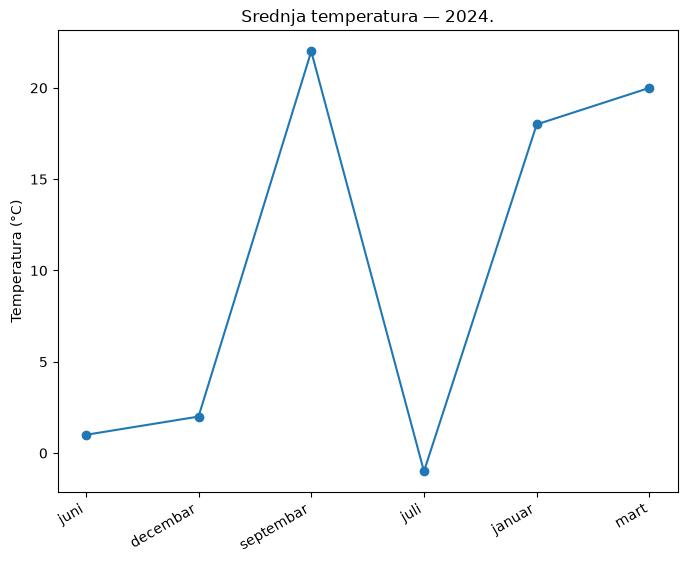 Srednja temperatura — 2024.
Temperatura (°C)
20
15
10
5
0
juni
decembar
septembar
juli
januar
mart